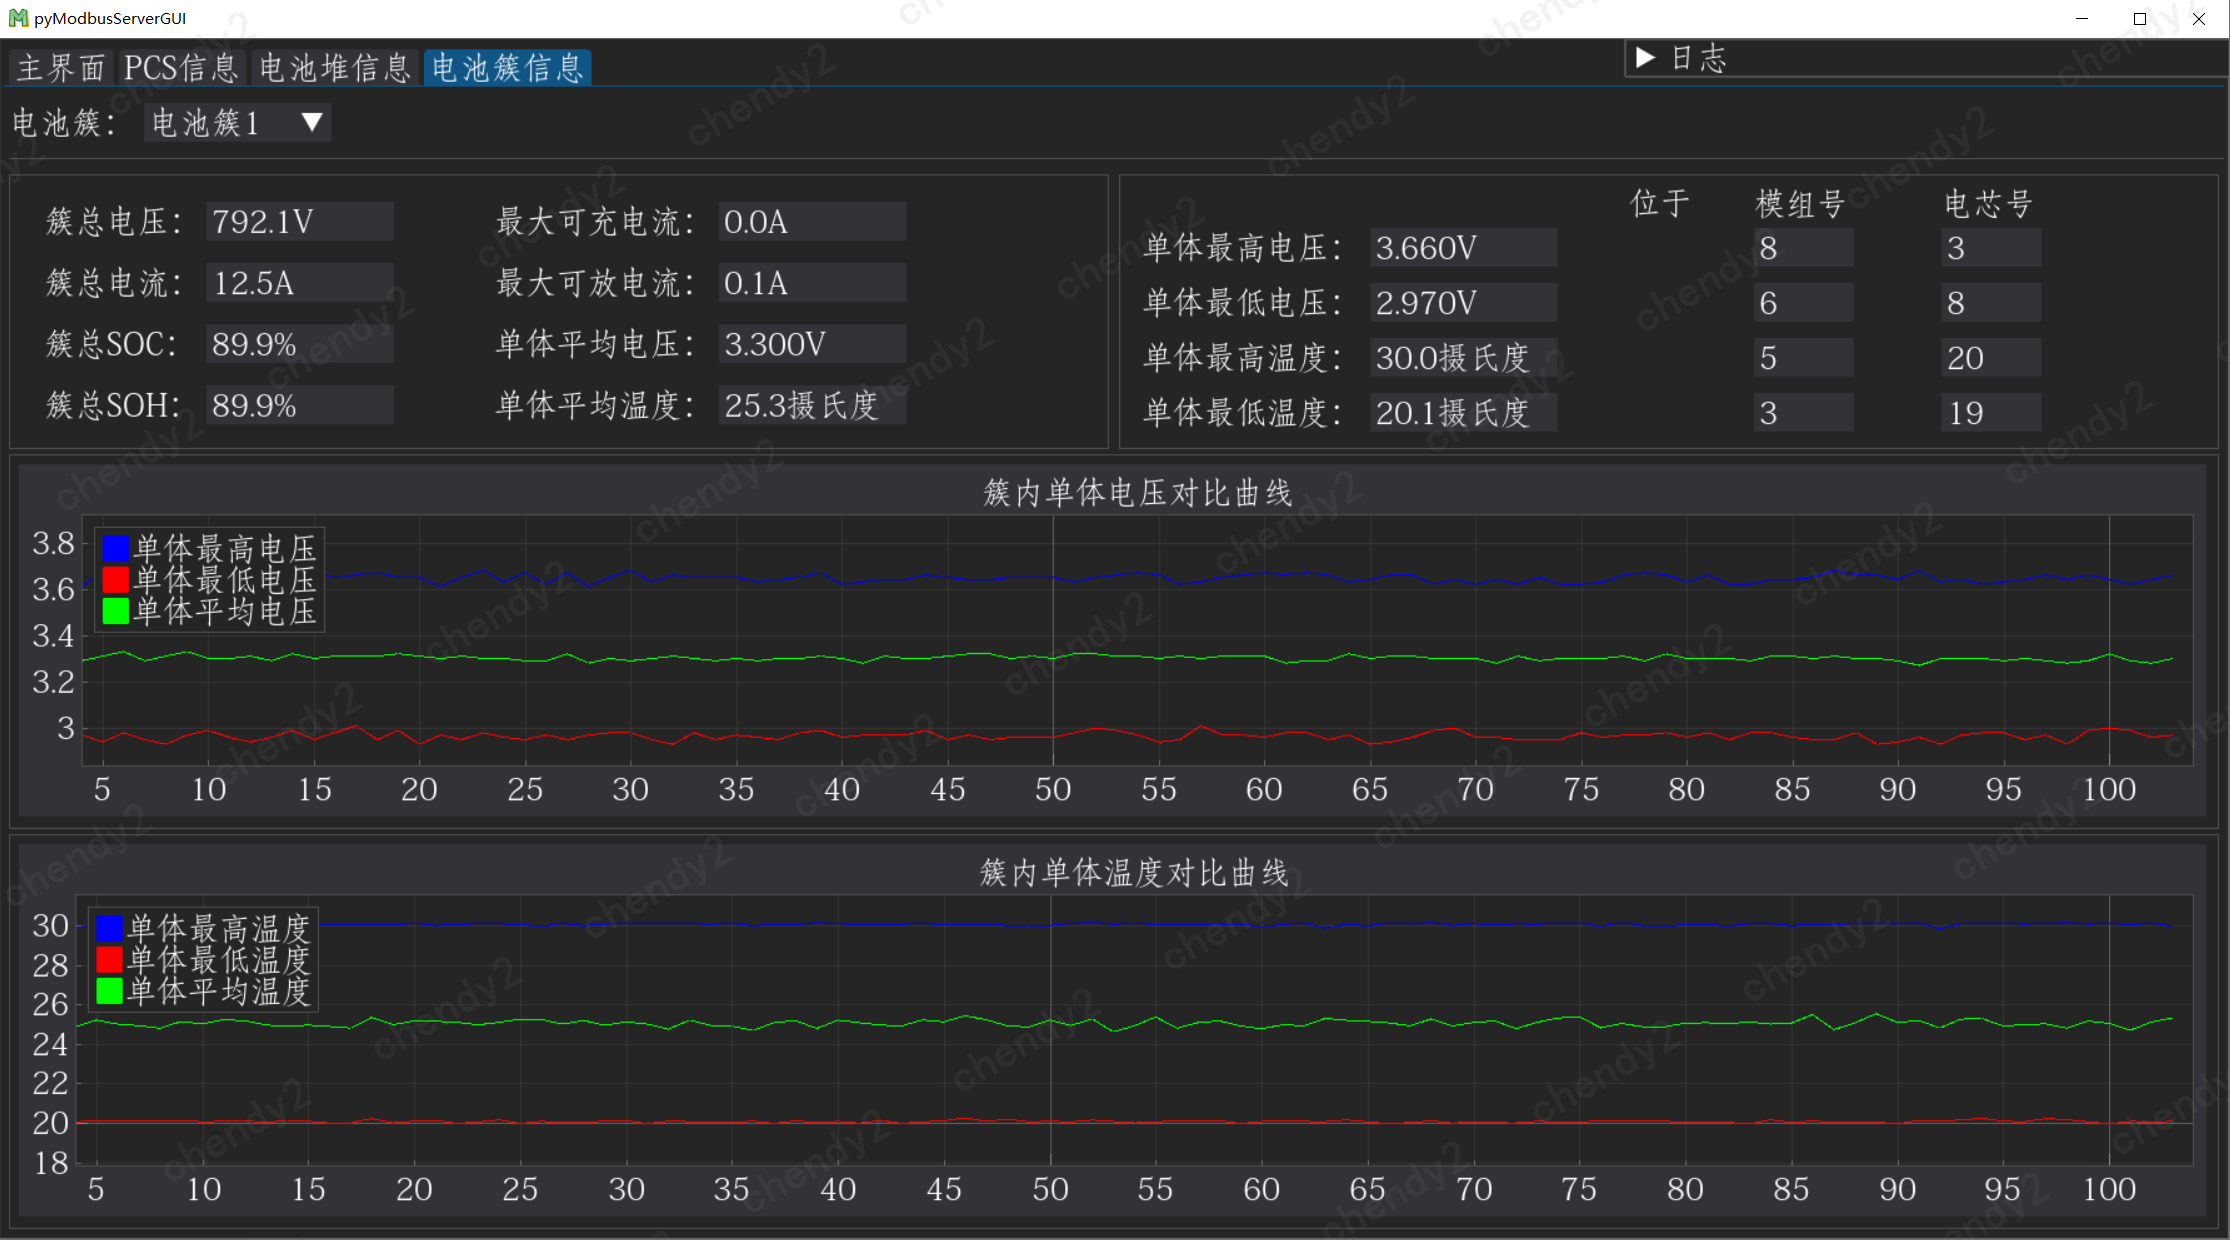 pyModbusServerGUI
主界面 PCS信息 电池堆信息 电池簇信息
日志
电池簇： 电池簇1
簇总电压： 792.1V 最大可充电流： 0.0A
簇总电流： 12.5A 最大可放电流： 0.1A
簇总SOC： 89.9% 单体平均电压： 3.300V
簇总SOH： 89.9% 单体平均温度： 25.3摄氏度
位于 模组号 电芯号
单体最高电压： 3.660V 8 3
单体最低电压： 2.970V 6 8
单体最高温度： 30.0摄氏度 5 20
单体最低温度： 20.1摄氏度 3 19
簇内单体电压对比曲线
单体最高电压
单体最低电压
单体平均电压
3.8
3.6
3.4
3.2
3
5 10 15 20 25 30 35 40 45 50 55 60 65 70 75 80 85 90 95 100
簇内单体温度对比曲线
单体最高温度
单体最低温度
单体平均温度
30
28
26
24
22
20
18
5 10 15 20 25 30 35 40 45 50 55 60 65 70 75 80 85 90 95 100
chendy2